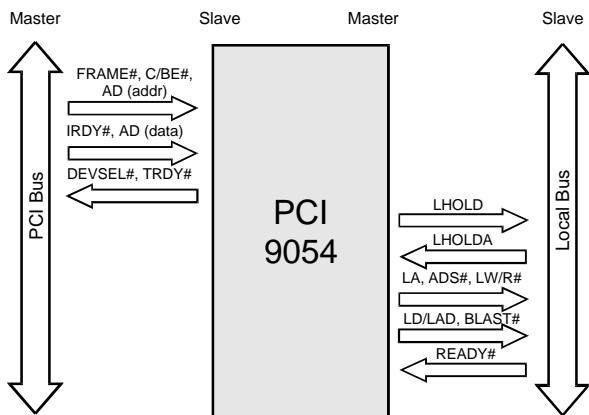 Master
Slave
Master
Slave
FRAME#, C/BE#,
AD (addr)
IRDY#, AD (data)
DEVSEL#, TRDY#
PCI Bus
PCI
9054
LHOLD
LHOLDA
LA, ADS#, LW/R#
LD/LAD, BLAST#
READY#
Local Bus